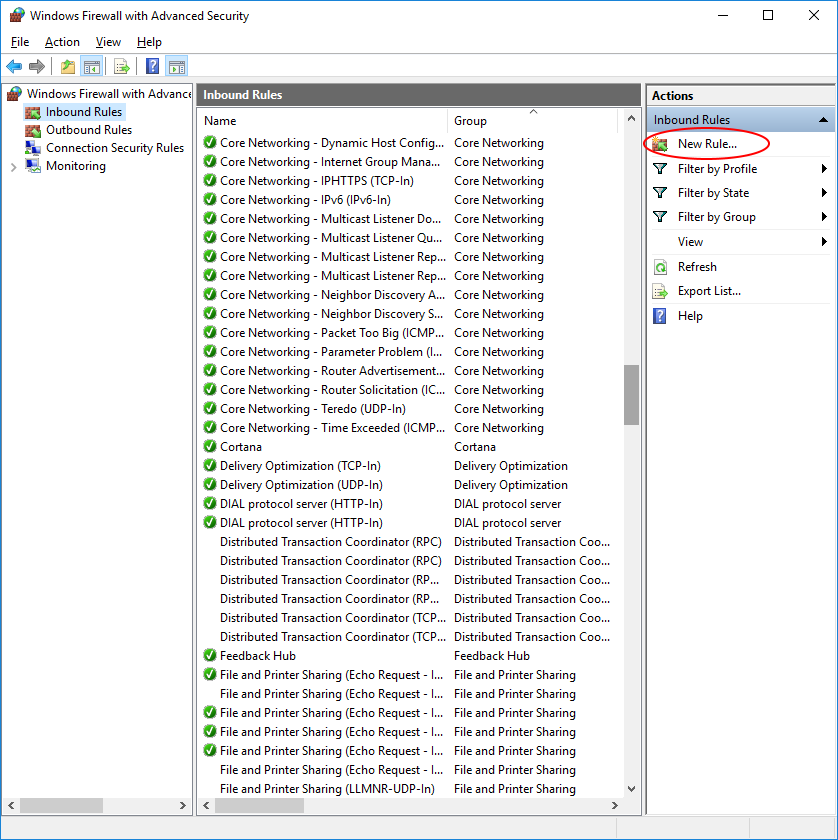 Windows Firewall with Advanced Security
File Action View Help
Windows Firewall with Advance
Inbound Rules
Outbound Rules
Connection Security Rules
Monitoring
Inbound Rules
Name Group
Core Networking - Dynamic Host Config... Core Networking
Core Networking - Internet Group Mana... Core Networking
Core Networking - IPHTTPS (TCP-In) Core Networking
Core Networking - IPv6 (IPv6-In) Core Networking
Core Networking - Multicast Listener Do... Core Networking
Core Networking - Multicast Listener Qu... Core Networking
Core Networking - Multicast Listener Rep... Core Networking
Core Networking - Multicast Listener Rep... Core Networking
Core Networking - Neighbor Discovery A... Core Networking
Core Networking - Neighbor Discovery S... Core Networking
Core Networking - Packet Too Big (ICMP... Core Networking
Core Networking - Parameter Problem (I... Core Networking
Core Networking - Router Advertisement... Core Networking
Core Networking - Router Solicitation (IC... Core Networking
Core Networking - Teredo (UDP-In) Core Networking
Core Networking - Time Exceeded (ICMP... Core Networking
Cortana Cortana
Delivery Optimization (TCP-In) Delivery Optimization
Delivery Optimization (UDP-In) Delivery Optimization
DIAL protocol server (HTTP-In) DIAL protocol server
DIAL protocol server (HTTP-In) DIAL protocol server
Distributed Transaction Coordinator (RPC) Distributed Transaction Coo...
Distributed Transaction Coordinator (RPC) Distributed Transaction Coo...
Distributed Transaction Coordinator (RP... Distributed Transaction Coo...
Distributed Transaction Coordinator (RP... Distributed Transaction Coo...
Distributed Transaction Coordinator (TCP... Distributed Transaction Coo...
Distributed Transaction Coordinator (TCP... Distributed Transaction Coo...
Feedback Hub Feedback Hub
File and Printer Sharing (Echo Request - I... File and Printer Sharing
File and Printer Sharing (Echo Request - I... File and Printer Sharing
File and Printer Sharing (Echo Request - I... File and Printer Sharing
File and Printer Sharing (Echo Request - I... File and Printer Sharing
File and Printer Sharing (Echo Request - I... File and Printer Sharing
File and Printer Sharing (Echo Request - I... File and Printer Sharing
File and Printer Sharing (LLMNR-UDP-In) File and Printer Sharing
Actions
Inbound Rules
New Rule...
Filter by Profile
Filter by State
Filter by Group
View
Refresh
Export List...
Help